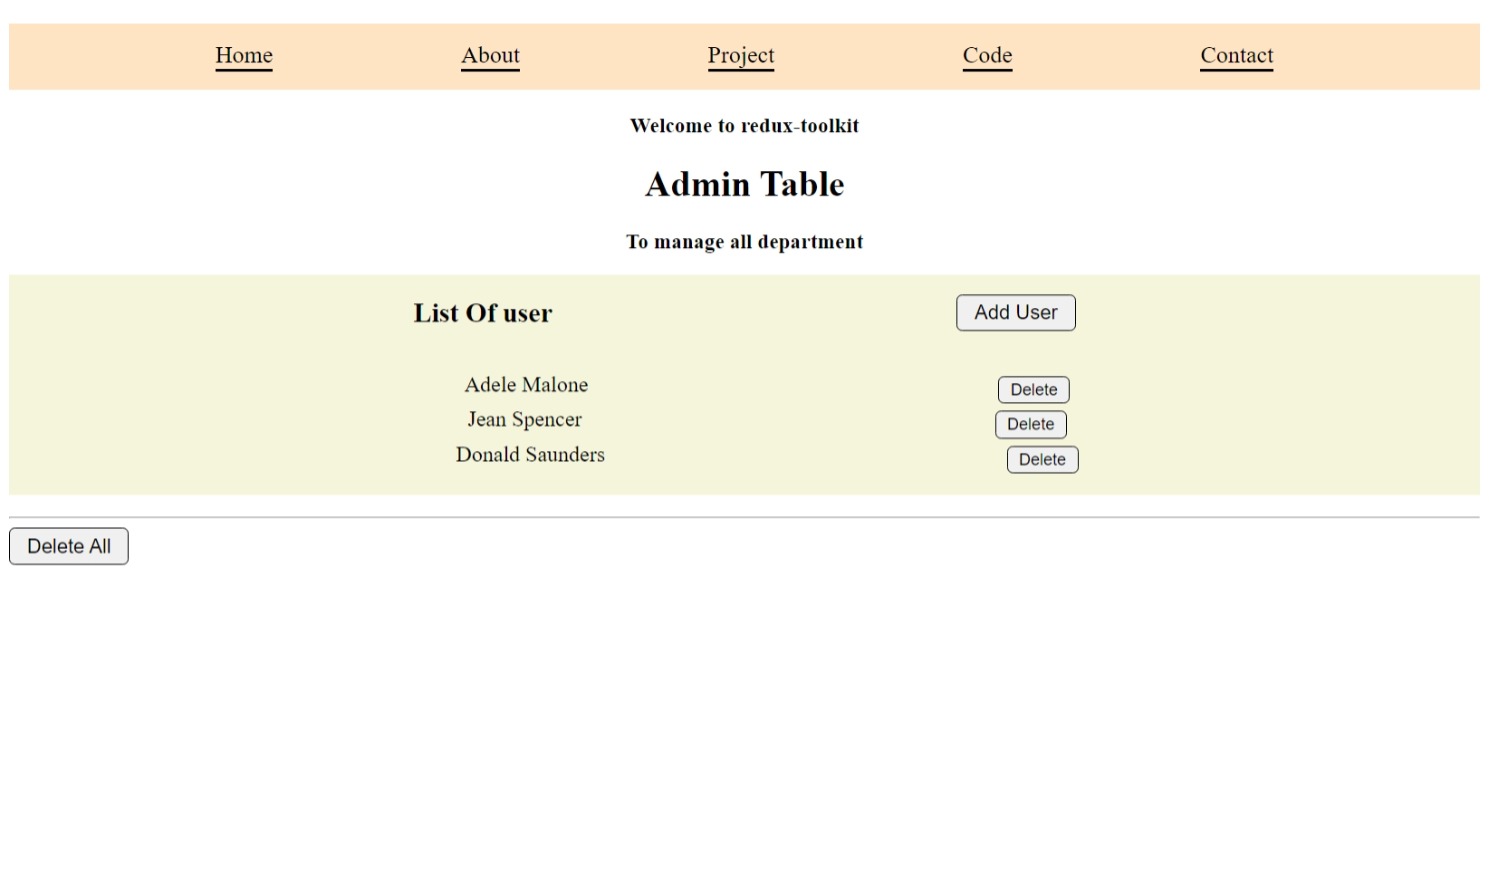 Home About Project Code Contact
Welcome to redux-toolkit
Admin Table
To manage all department
List Of user Add User
Adele Malone Delete
Jean Spencer Delete
Donald Saunders Delete
Delete All